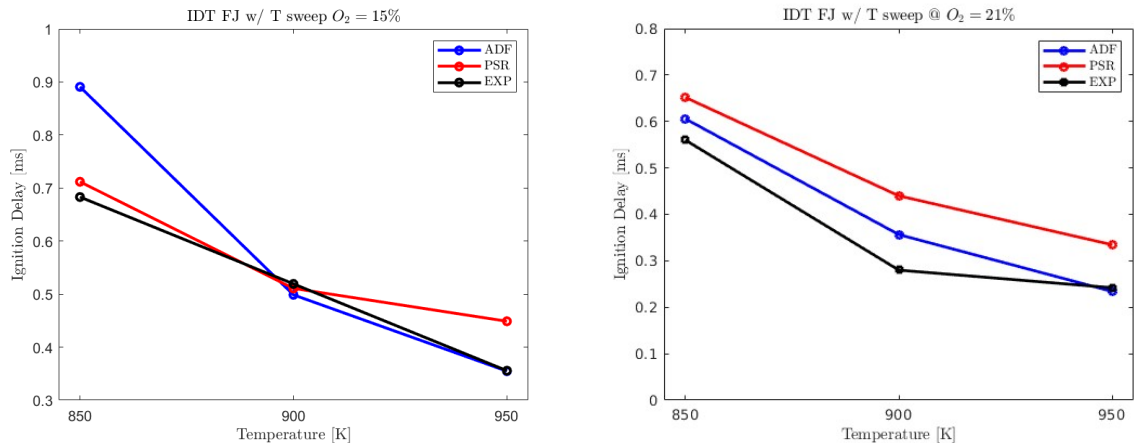 IDT FJ w/ T sweep O₂ = 15%
1
0.9
0.8
0.7
0.6
0.5
0.4
0.3
Ignition Delay [ms]
850
900
950
Temperature [K]
ADF
PSR
EXP
IDT FJ w/ T sweep @ O₂ = 21%
0.8
0.7
0.6
0.5
0.4
0.3
0.2
0.1
0
Ignition Delay [ms]
850
900
950
Temperature [K]
ADF
PSR
EXP